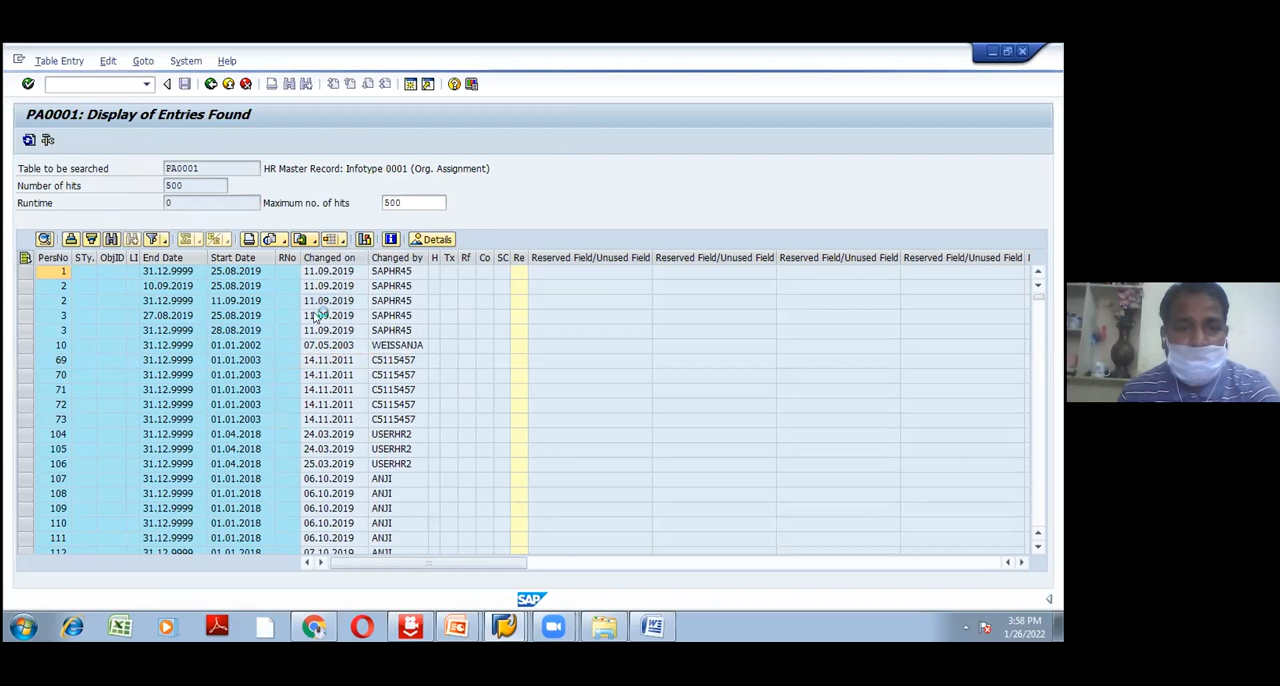 Table Entry Edit Goto System Help
PA0001: Display of Entries Found
Table to be searched PA0001 HR Master Record: Infotype 0001 (Org. Assignment)
Number of hits 500
Runtime 0 Maximum no. of hits 500
Details
PersNo STy. ObjID LI End Date Start Date RNo Changed on Changed by H Tx Rf Co SC Re Reserved Field/Unused Field Reserved Field/Unused Field Reserved Field/Unused Field Reserved Field/Unused Field
1 31.12.9999 25.08.2019 11.09.2019 SAPHR45
2 10.09.2019 25.08.2019 11.09.2019 SAPHR45
2 31.12.9999 11.09.2019 11.09.2019 SAPHR45
3 27.08.2019 25.08.2019 11.09.2019 SAPHR45
3 31.12.9999 28.08.2019 11.09.2019 SAPHR45
10 31.12.9999 01.01.2002 07.05.2003 WEISSANJA
69 31.12.9999 01.01.2003 14.11.2011 C5115457
70 31.12.9999 01.01.2003 14.11.2011 C5115457
71 31.12.9999 01.01.2003 14.11.2011 C5115457
72 31.12.9999 01.01.2003 14.11.2011 C5115457
73 31.12.9999 01.01.2003 14.11.2011 C5115457
104 31.12.9999 01.04.2018 24.03.2019 USERHR2
105 31.12.9999 01.04.2018 24.03.2019 USERHR2
106 31.12.9999 01.04.2018 25.03.2019 USERHR2
107 31.12.9999 01.01.2018 06.10.2019 ANJI
108 31.12.9999 01.01.2018 06.10.2019 ANJI
109 31.12.9999 01.01.2018 06.10.2019 ANJI
110 31.12.9999 01.01.2018 06.10.2019 ANJI
111 31.12.9999 01.01.2018 06.10.2019 ANJI
112 31.12.9999 01.01.2018 07.10.2019 ANJI
SAP
3:58 PM
1/26/2022